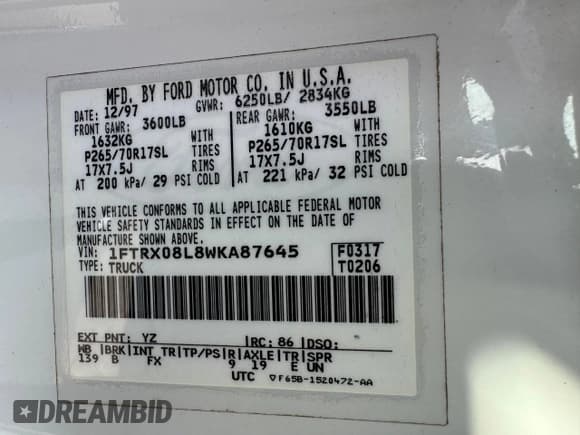 MFD. BY FORD MOTOR CO. IN U.S.A.
DATE: 12/97 GVWR: 6250LB/ 2834KG
FRONT GAWR: 3600LB REAR GAWR: 3550LB
1632KG WITH 1610KG WITH
P265/70R17SL TIRES P265/70R17SL TIRES
17X7.5J RIMS 17X7.5J RIMS
AT 200 kPa/ 29 PSI COLD AT 221 kPa/ 32 PSI COLD
THIS VEHICLE CONFORMS TO ALL APPLICABLE FEDERAL MOTOR
VEHICLE SAFETY STANDARDS IN EFFECT ON THE DATE OF
MANUFACTURE SHOWN ABOVE.
VIN: 1FTRX08L8WKA87645 F0317
TYPE: TRUCK T0206
EXT PNT: YZ RC: 86 DSO:
WB BRK INT TR TP/PS R AXLE TR SPR
139 B FX 9 19 E UN
UTC F65B-1520472-AA
DREAMBID